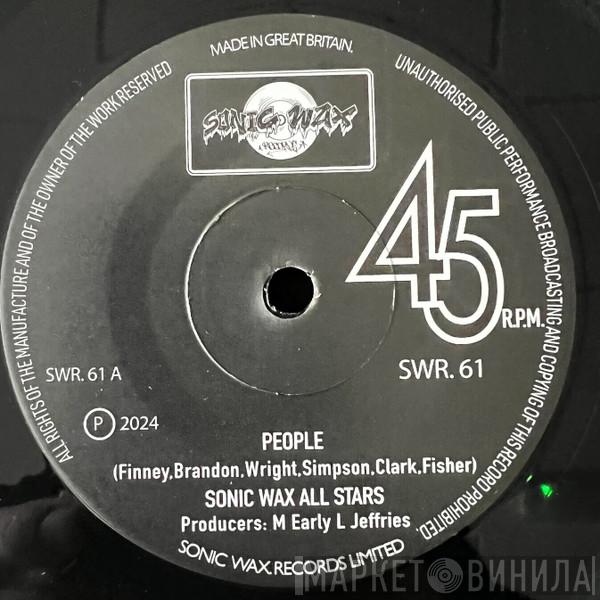 MADE IN GREAT BRITAIN.
ALL RIGHTS OF THE MANUFACTURE AND OF THE OWNER OF THE WORK RESERVED
UNAUTHORISED PUBLIC PERFORMANCE BROADCASTING AND COPYING OF THIS RECORD PROHIBITED.
SONIC WAX
45
R.P.M.
SWR. 61 A
SWR. 61
P 2024
PEOPLE
(Finney,Brandon,Wright,Simpson,Clark,Fisher)
SONIC WAX ALL STARS
Producers: M Early L Jeffries
SONIC WAX RECORDS LIMITED
МАРКЕТ ВИНИЛА